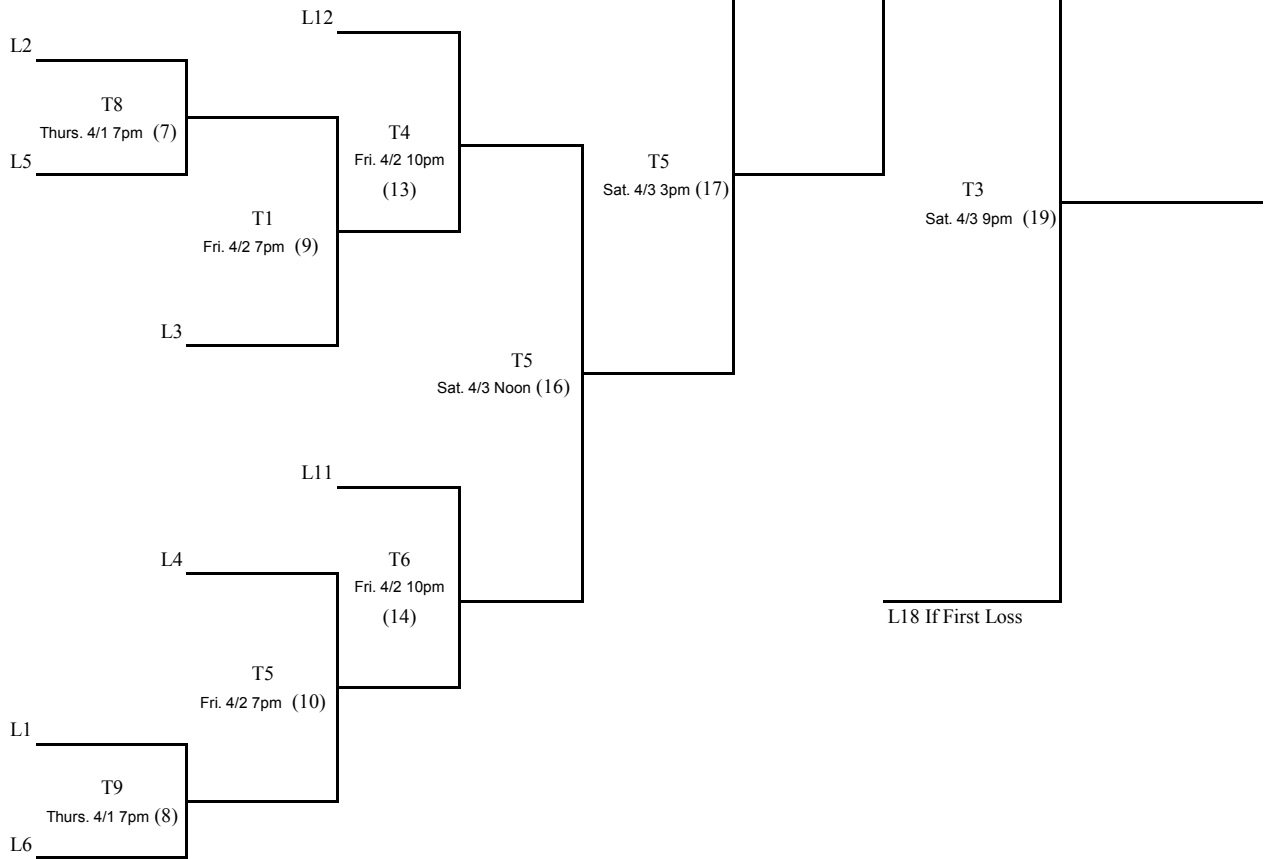 L12
L2
T8
Thurs. 4/1 7pm (7)
L5
T4
Fri. 4/2 10pm
(13)
T5
Sat. 4/3 3pm (17)
T3
Sat. 4/3 9pm (19)
T1
Fri. 4/2 7pm (9)
L3
T5
Sat. 4/3 Noon (16)
L11
L4
T6
Fri. 4/2 10pm
(14)
L18 If First Loss
T5
Fri. 4/2 7pm (10)
L1
T9
Thurs. 4/1 7pm (8)
L6